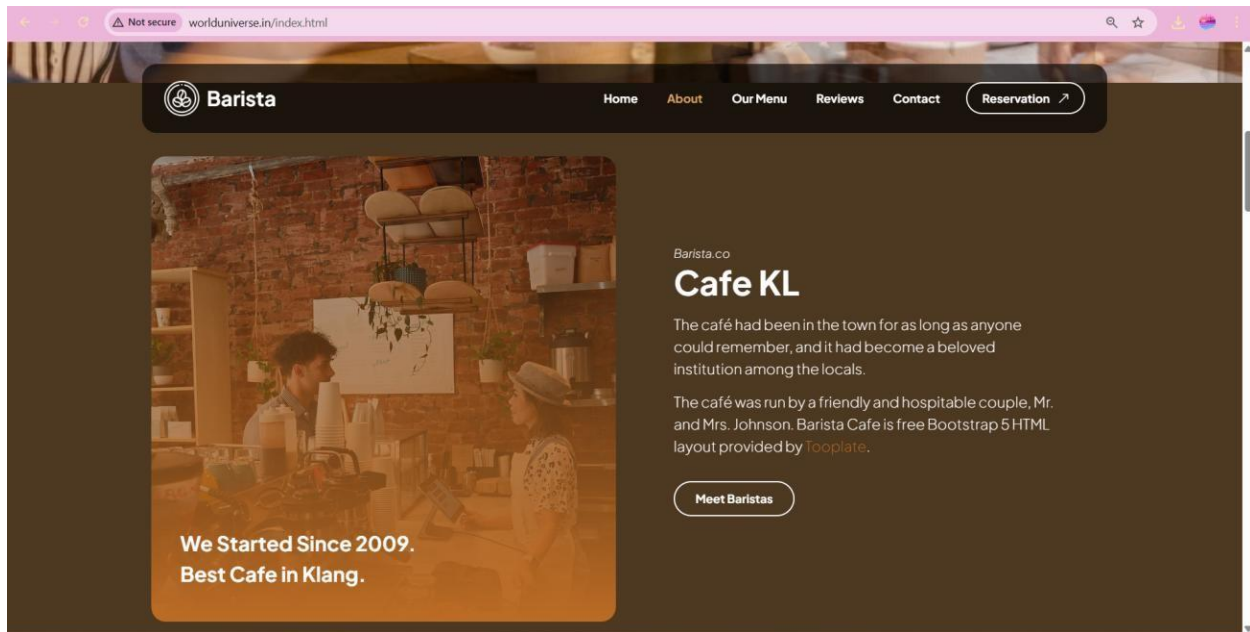 Not secure worlduniverse.in/index.html
Barista Home About Our Menu Reviews Contact Reservation
We Started Since 2009.
Best Cafe in Klang.
Barista.co
Cafe KL
The café had been in the town for as long as anyone
could remember, and it had become a beloved
institution among the locals.
The café was run by a friendly and hospitable couple, Mr.
and Mrs. Johnson. Barista Cafe is free Bootstrap 5 HTML
layout provided by Tooplate.
Meet Baristas